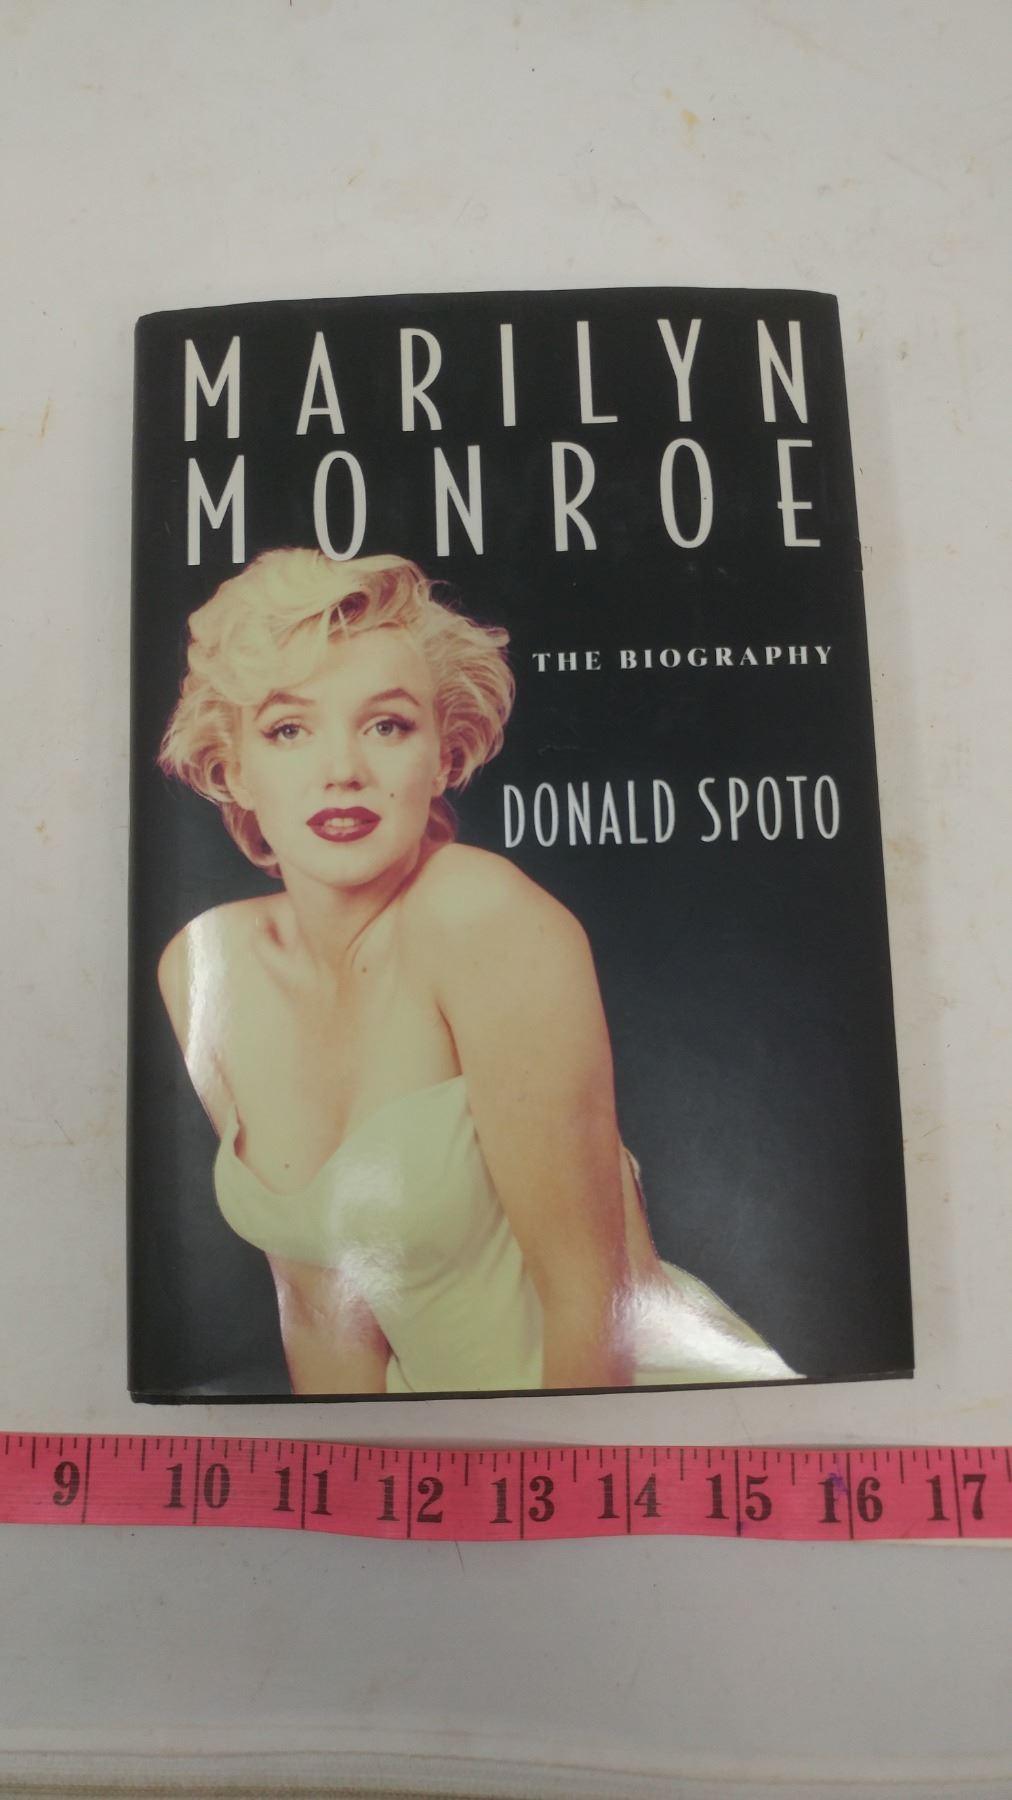 MARILYN
MONROE
THE BIOGRAPHY
DONALD SPOTO
9 10 11 12 13 14 15 16 17